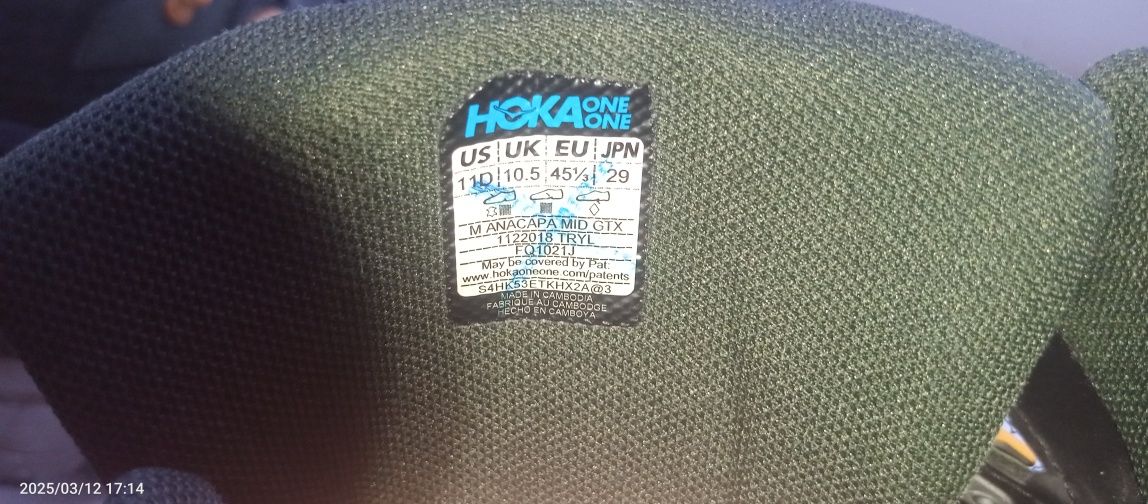 HOKA ONE ONE
US UK EU JPN
11D 10.5 45⅓ 29
M ANACAPA MID GTX
1122018 TRYL
FQ1021J
May be covered by Pat:
www.hokaoneone.com/patents
S4HK53ETKHX2A@3
MADE IN CAMBODIA
FABRIQUE AU CAMBODGE
HECHO EN CAMBOYA
2025/03/12 17:14